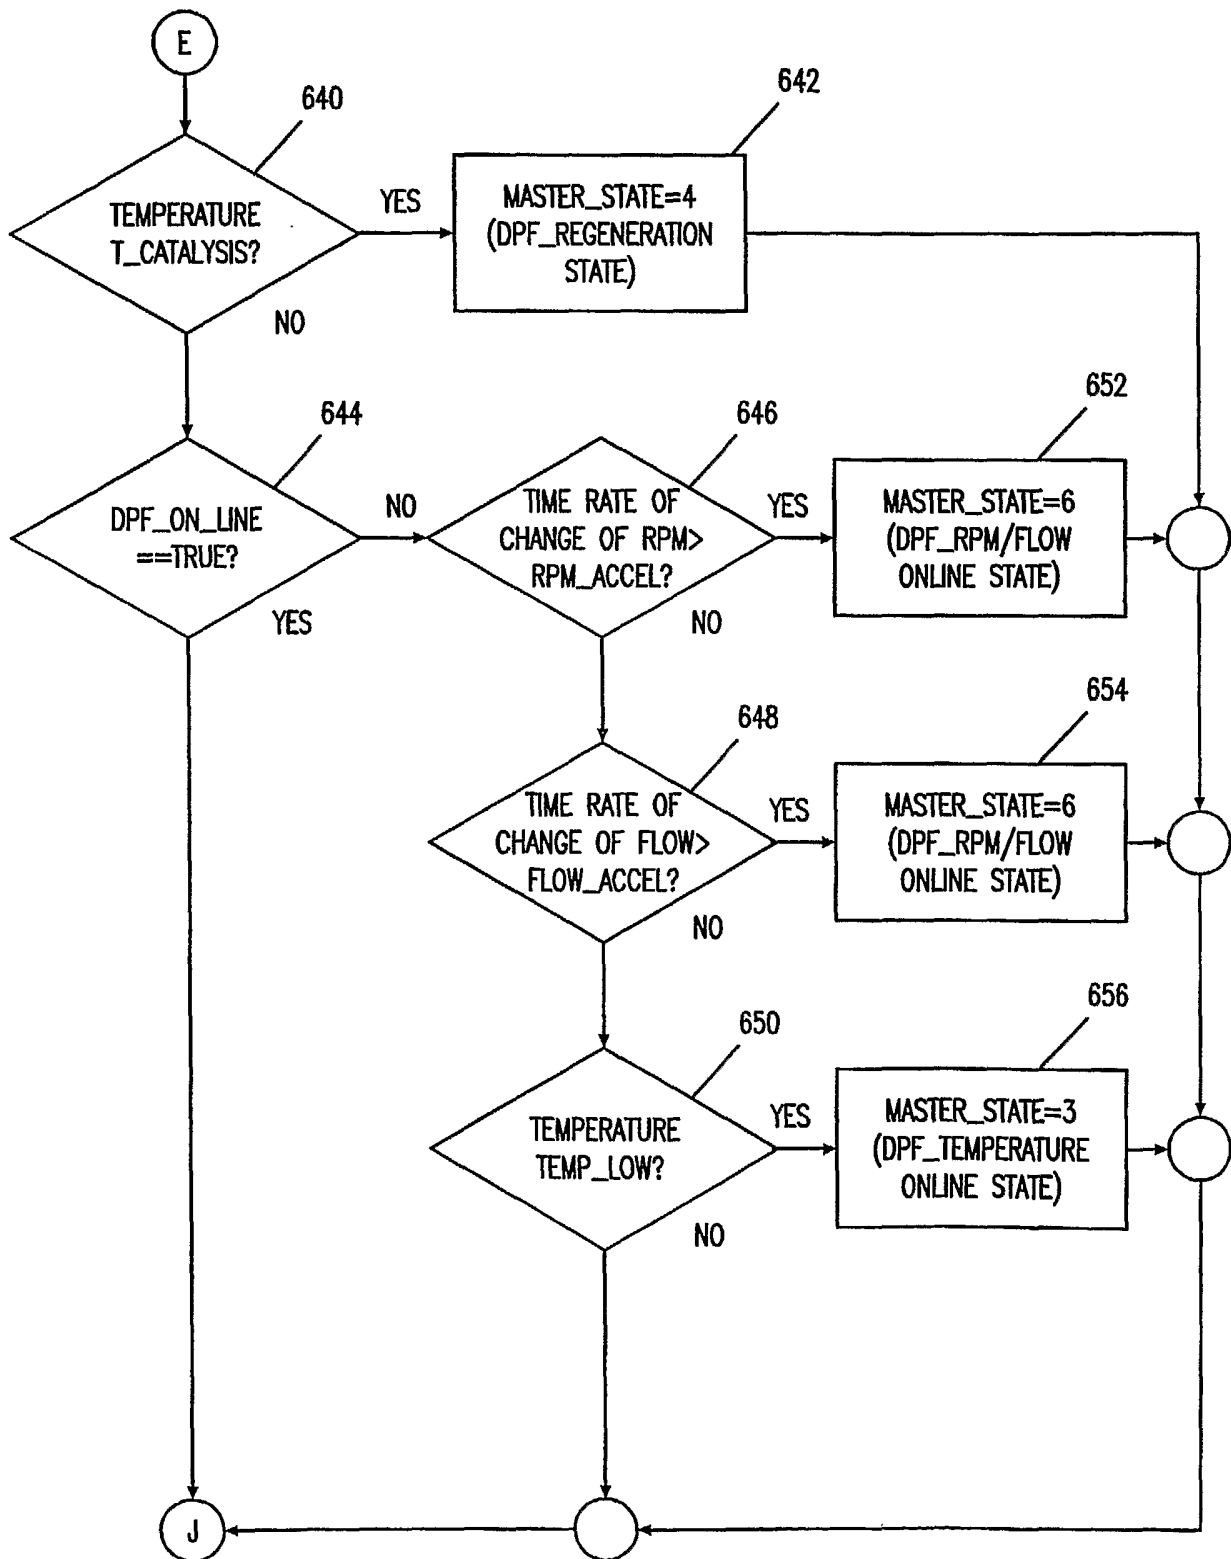 E
640
642
TEMPERATURE
T_CATALYSIS?
YES
MASTER_STATE=4
(DPF_REGENERATION
STATE)
NO
644
646
652
DPF_ON_LINE
==TRUE?
NO
TIME RATE OF
CHANGE OF RPM>
RPM_ACCEL?
YES
MASTER_STATE=6
(DPF_RPM/FLOW
ONLINE STATE)
YES
NO
648
654
TIME RATE OF
CHANGE OF FLOW>
FLOW_ACCEL?
YES
MASTER_STATE=6
(DPF_RPM/FLOW
ONLINE STATE)
NO
650
656
TEMPERATURE
TEMP_LOW?
YES
MASTER_STATE=3
(DPF_TEMPERATURE
ONLINE STATE)
NO
J